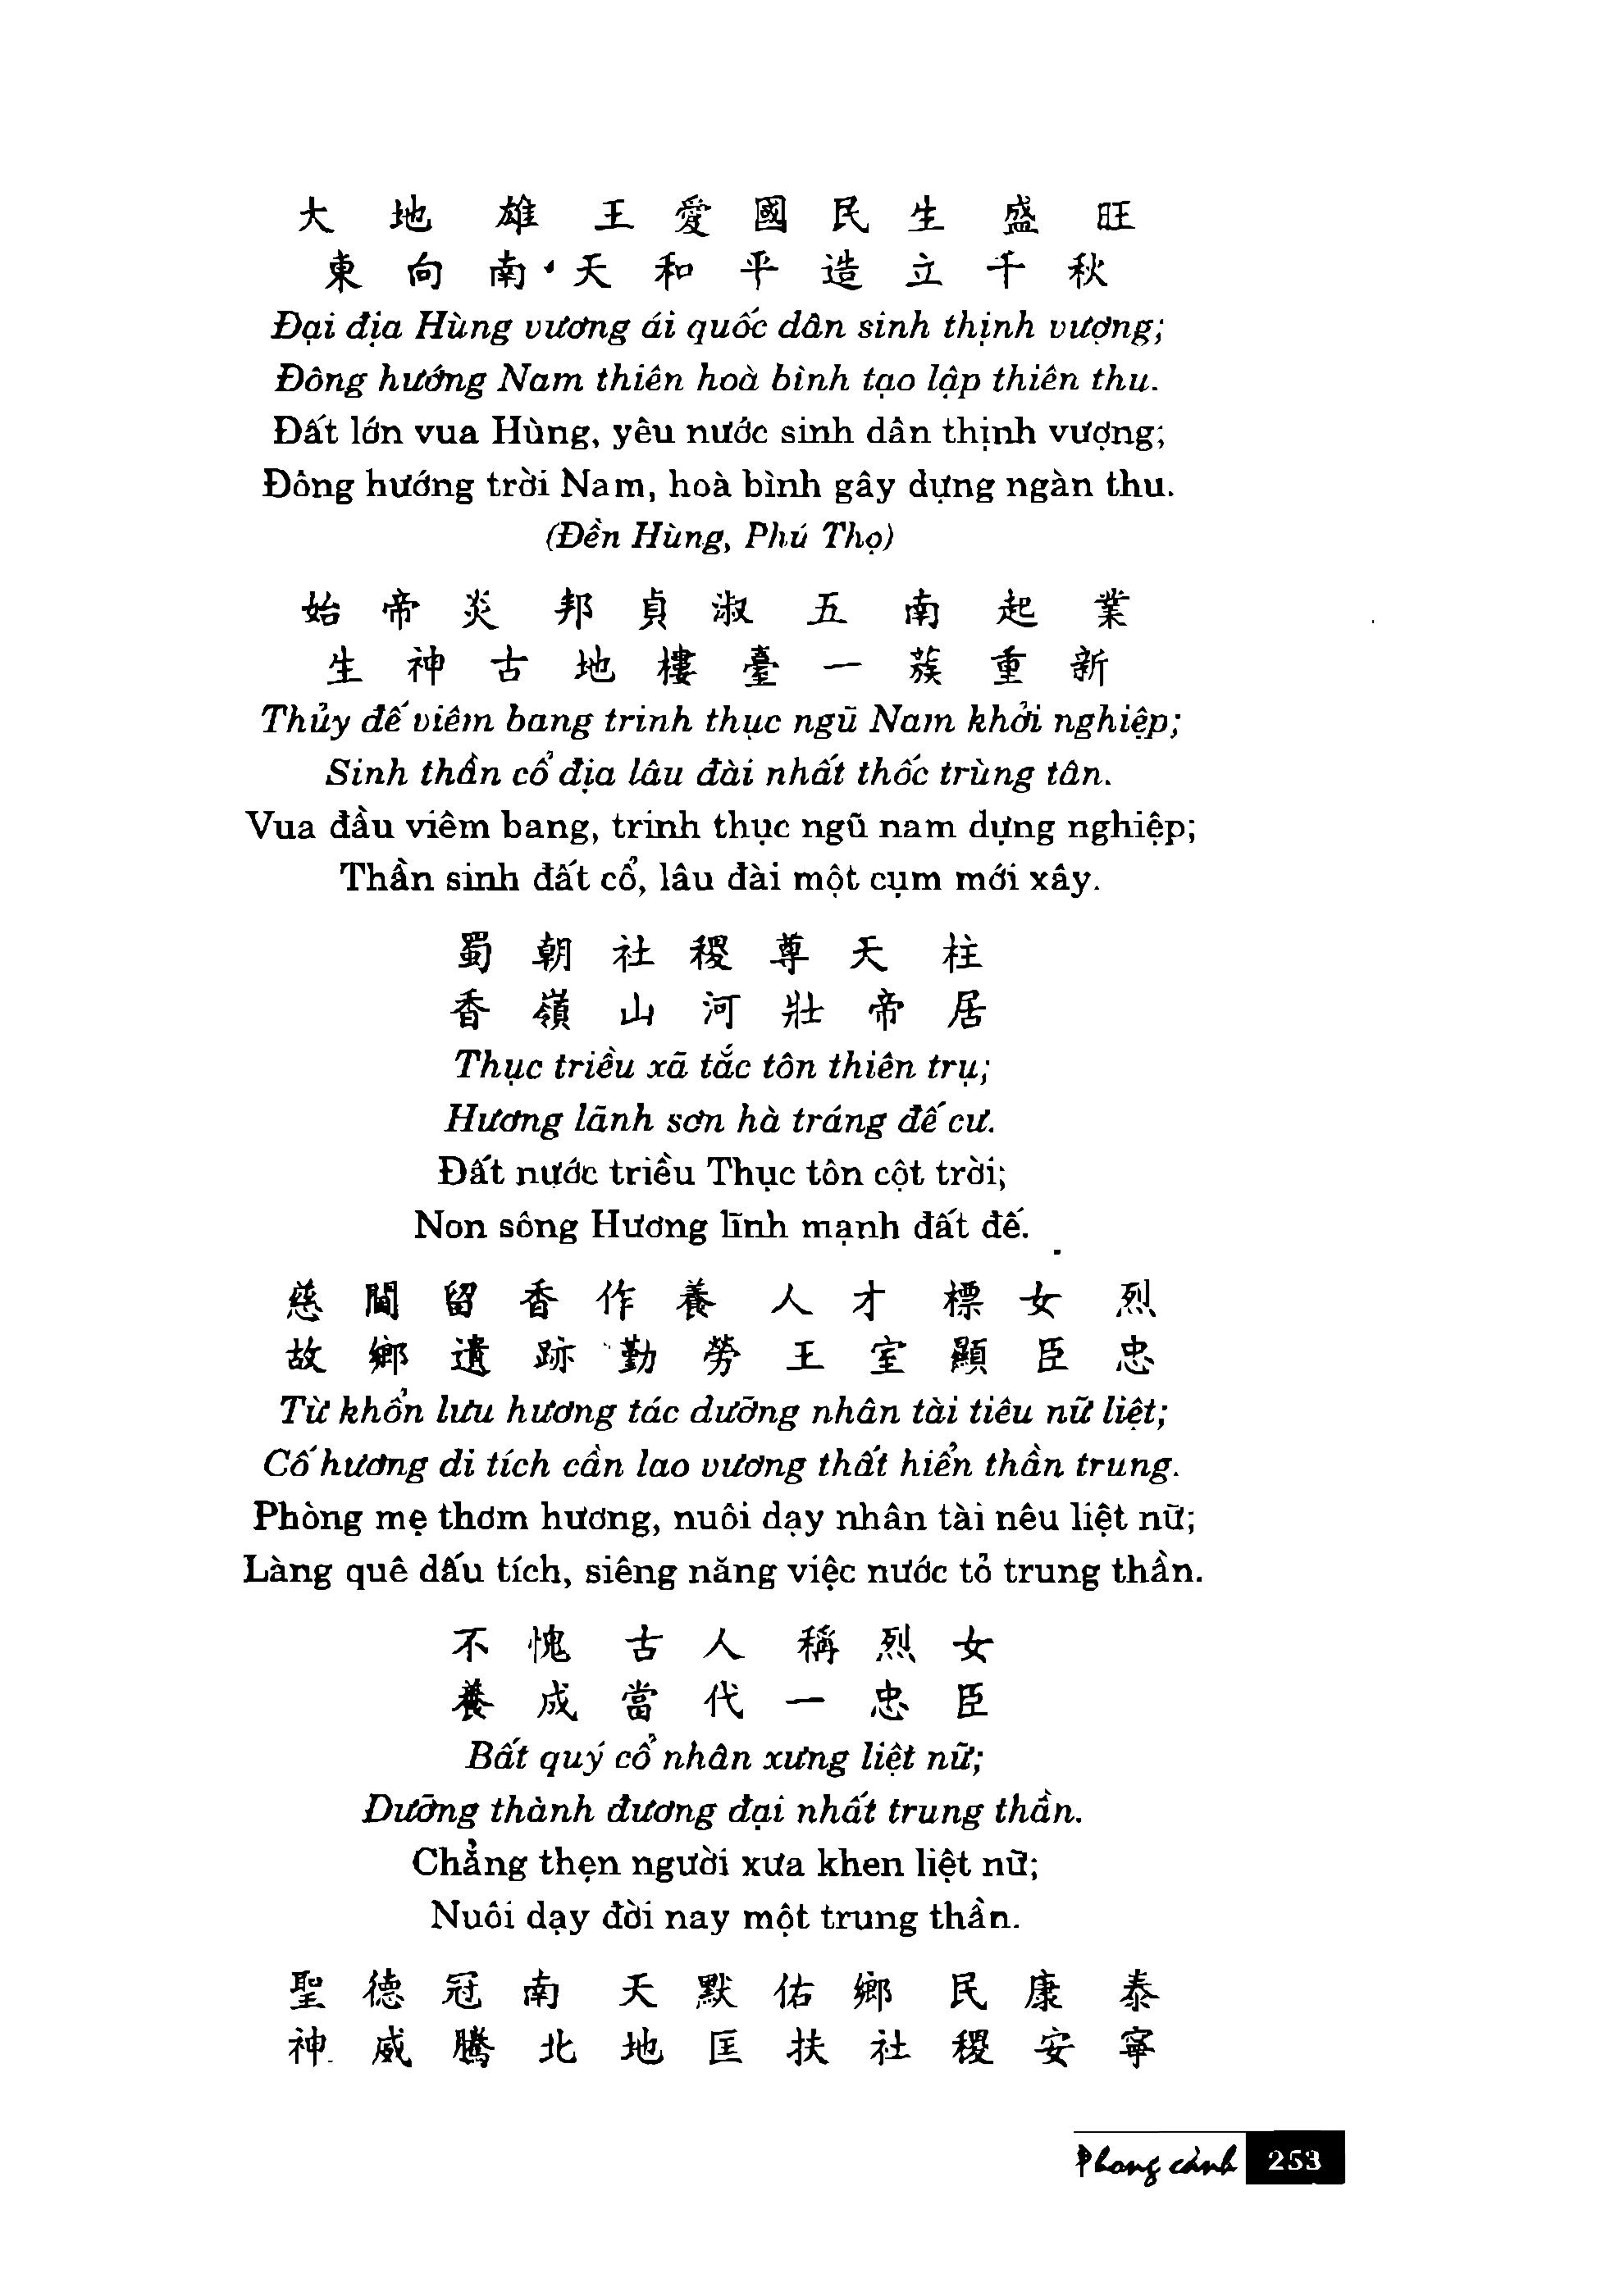 大地雄王愛國民生盛旺
東向南天和平造立千秋
Đại địa Hùng vương ái quốc dân sinh thịnh vượng;
Đông hướng Nam thiên hoà bình tạo lập thiên thu.
Đất lớn vua Hùng, yêu nước sinh dân thịnh vượng;
Đông hướng trời Nam, hoà bình gây dựng ngàn thu.
(Đền Hùng, Phú Thọ)
始帝炎邦貞淑五南起業
生神古地樓臺一蔟重新
Thủy đế viêm bang trinh thục ngũ Nam khởi nghiệp;
Sinh thần cổ địa lâu đài nhất thốc trùng tân.
Vua đầu viêm bang, trinh thục ngũ nam dựng nghiệp;
Thần sinh đất cổ, lâu đài một cụm mới xây.
蜀朝社稷尊天柱
香嶺山河壯帝居
Thục triều xã tắc tôn thiên trụ;
Hương lãnh sơn hà tráng đế cư.
Đất nước triều Thục tôn cột trời;
Non sông Hương lĩnh mạnh đất đế.
慈閫留香作養人才標女烈
故鄉遺跡勤勞王室顯臣忠
Từ khổn lưu hương tác dưỡng nhân tài tiêu nữ liệt;
Cố hương di tích cần lao vương thất hiển thần trung.
Phòng mẹ thơm hương, nuôi dạy nhân tài nêu liệt nữ;
Làng quê dấu tích, siêng năng việc nước tỏ trung thần.
不愧古人稱烈女
養成當代一忠臣
Bất quý cổ nhân xưng liệt nữ;
Dưỡng thành đương đại nhất trung thần.
Chẳng thẹn người xưa khen liệt nữ;
Nuôi dạy đời nay một trung thần.
聖德冠南天默佑鄉民康泰
神威騰北地匡扶社稷安寧
Phong cảnh 253